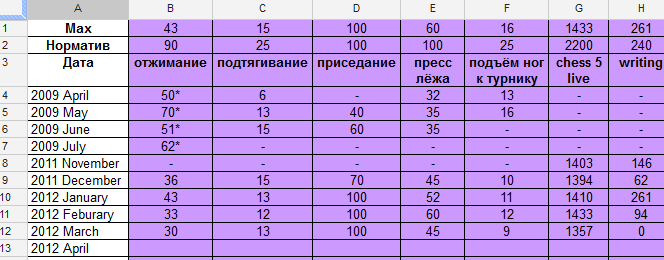 A B C D E F G H
1 Max 43 15 100 60 16 1433 261
2 Норматив 90 25 100 100 25 2200 240
3 Дата отжимание подтягивание приседание пресс подъём ног chess 5 writing
лёжа к турнику live
4 2009 April 50* 6 - 32 13 - -
5 2009 May 70* 13 40 35 16 - -
6 2009 June 51* 15 60 35 - - -
7 2009 July 62* - - - - - -
8 2011 November - - - - - 1403 146
9 2011 December 36 15 70 45 10 1394 62
10 2012 January 43 13 100 52 11 1410 261
11 2012 Feburary 33 12 100 60 12 1433 94
12 2012 March 30 13 100 45 9 1357 0
13 2012 April